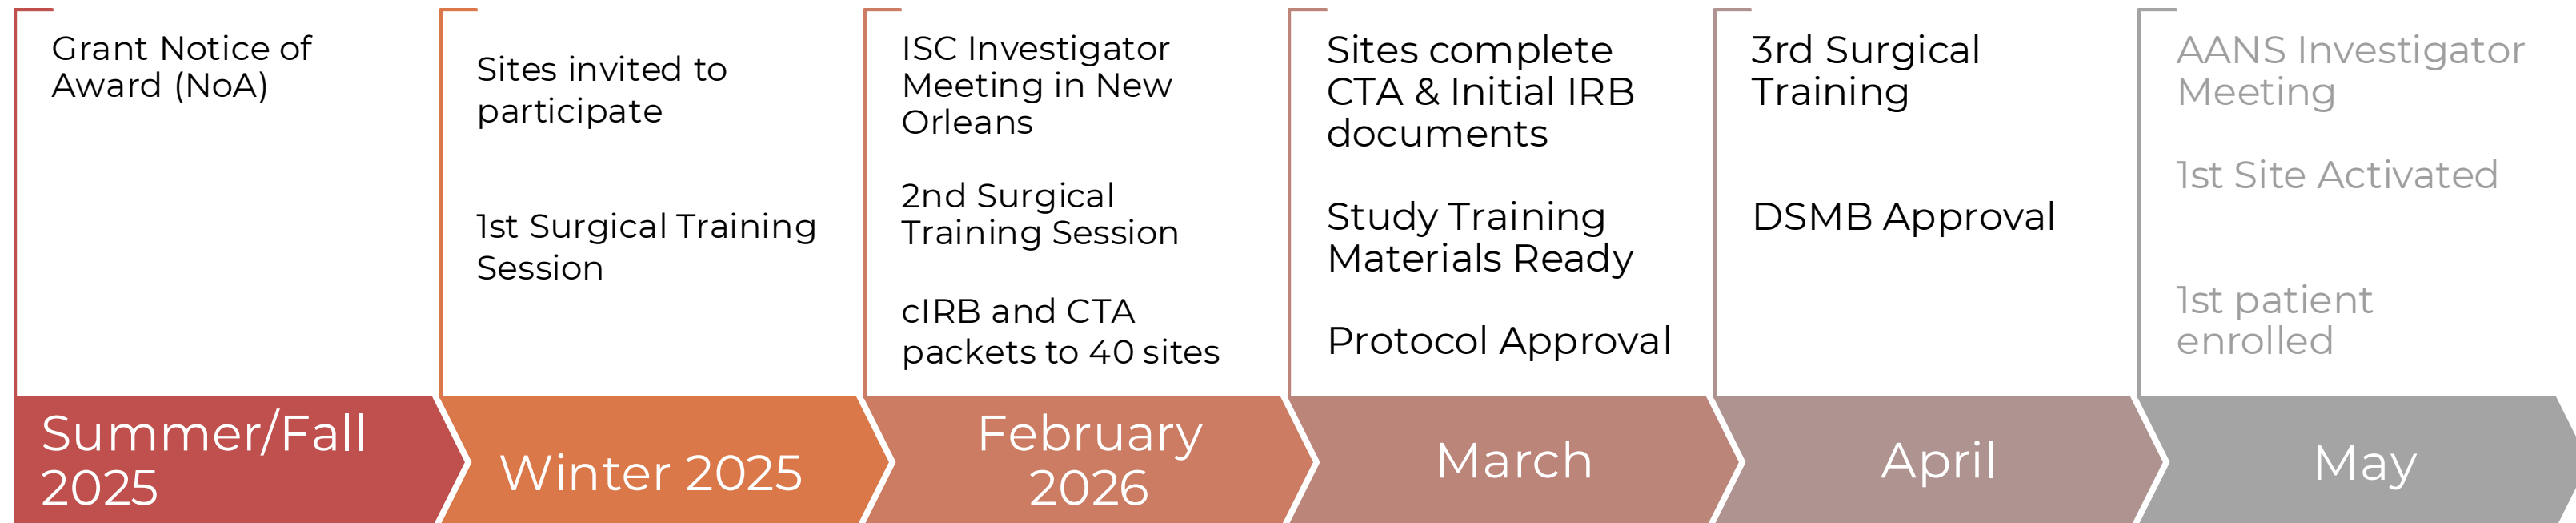 Grant Notice of
Award (NoA)
Summer/Fall
2025
Sites invited to
participate
1st Surgical Training
Session
Winter 2025
ISC Investigator
Meeting in New
Orleans
2nd Surgical
Training Session
cIRB and CTA
packets to 40 sites
February
2026
Sites complete
CTA & Initial IRB
documents
Study Training
Materials Ready
Protocol Approval
March
3rd Surgical
Training
DSMB Approval
April
AANS Investigator
Meeting
1st Site Activated
1st patient
enrolled
May